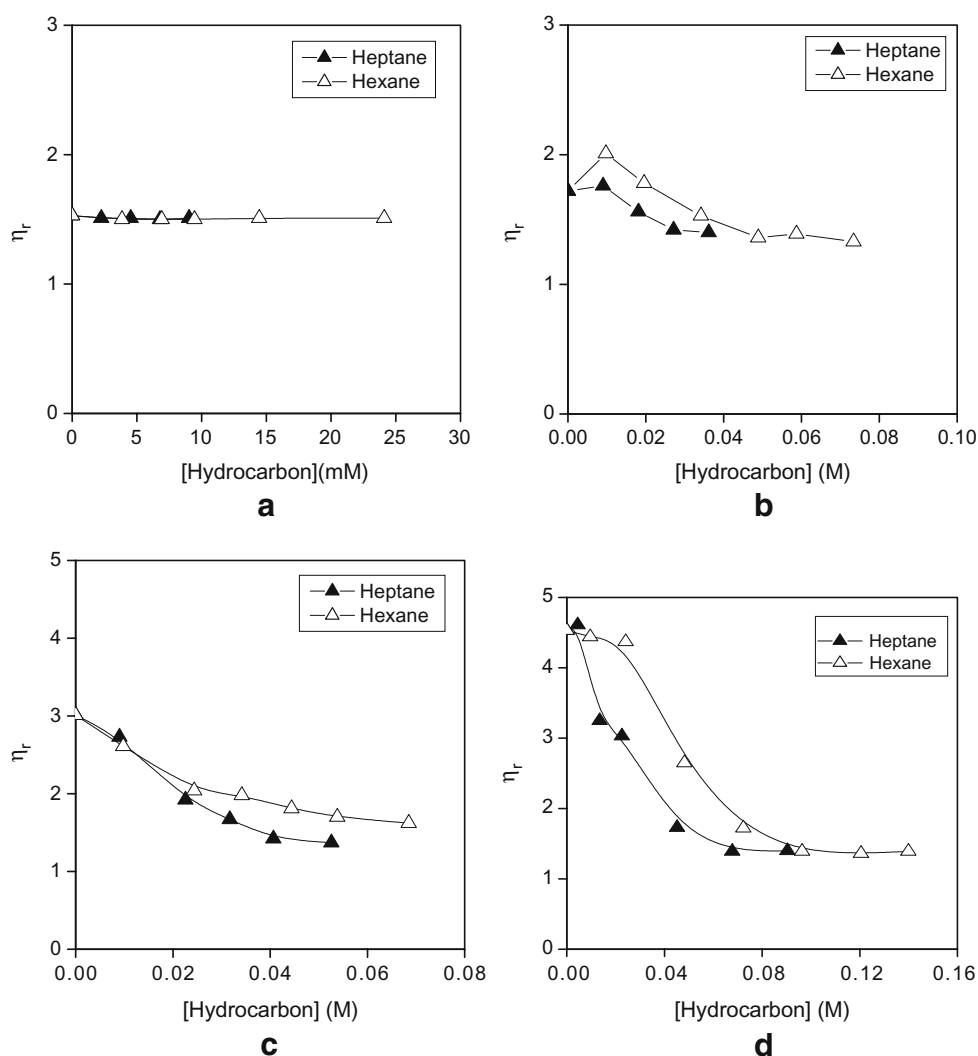 3
Heptane
Hexane
2
ηr
1
0
0 5 10 15 20 25 30
[Hydrocarbon](mM)
a
3
Heptane
Hexane
2
ηr
1
0
0.00 0.02 0.04 0.06 0.08 0.10
[Hydrocarbon] (M)
b
5
Heptane
Hexane
4
3
ηr
2
1
0
0.00 0.02 0.04 0.06 0.08
[Hydrocarbon] (M)
c
5
Heptane
Hexane
4
3
ηr
2
1
0
0.00 0.04 0.08 0.12 0.16
[Hydrocarbon] (M)
d